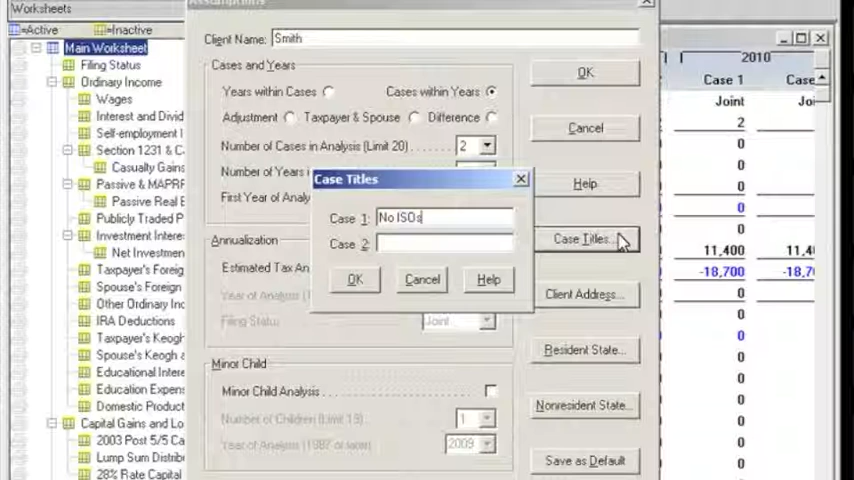 Worksheets
Assumptions
=Active
=Inactive
Main Worksheet
Filing Status
Ordinary Income
Wages
Interest and Divid
Self-employment I
Section 1231 & C
Casualty Gains
Passive & MAPRF
Passive Real E
Publicly Traded P
Investment Interes
Net Investmen
Taxpayer's Foreig
Spouse's Foreign
Other Ordinary Inc
IRA Deductions
Taxpayer's Keogh
Spouse's Keogh a
Educational Intere
Education Expens
Domestic Product
Capital Gains and Lo
2003 Post 5/5 Ca
Lump Sum Distrib
28% Rate Capital
Client Name: Smith
Cases and Years
Years within Cases
Cases within Years
Adjustment
Taxpayer & Spouse
Difference
Number of Cases in Analysis (Limit 20) 2
Number of Years i
First Year of Analy
Annualization
Estimated Tax An
Year of Analysis
Filing Status Joint
Minor Child
Minor Child Analysis
Number of Children (Limit 19) 1
Year of Analysis (1987 or later) 2009
OK
Cancel
Help
Case Titles...
Client Address...
Resident State...
Nonresident State...
Save as Default
Case Titles
Case 1: No ISOs
Case 2:
OK
Cancel
Help
2010
Case 1
Case
Joint
Joi
2
0
0
0
0
0
0
11,400
11,4
-18,700
-18,7
0
0
0
0
0
0
0
0
0